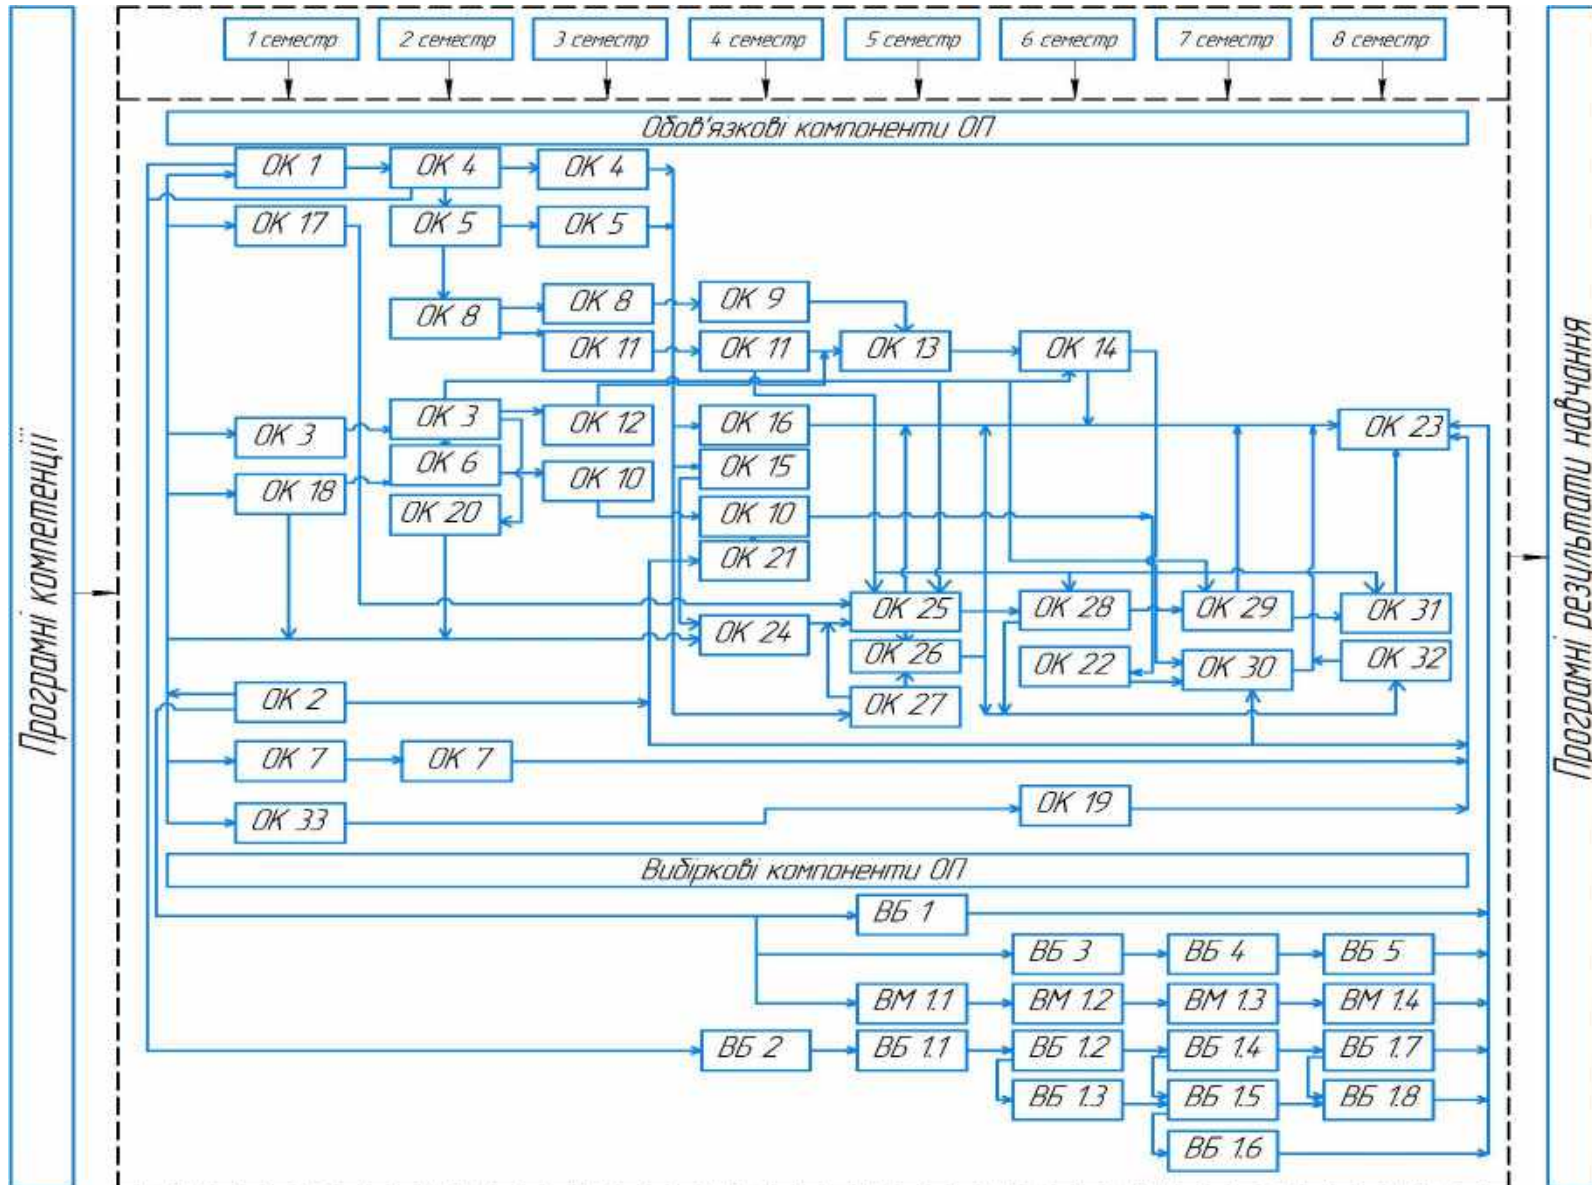 1 семестр
2 семестр
3 семестр
4 семестр
5 семестр
6 семестр
7 семестр
8 семестр
Обов'язкові компоненти ОП
ОК 1
ОК 4
ОК 4
ОК 17
ОК 5
ОК 5
ОК 8
ОК 8
ОК 9
ОК 11
ОК 11
ОК 13
ОК 14
ОК 3
ОК 3
ОК 12
ОК 16
ОК 23
ОК 18
ОК 6
ОК 10
ОК 15
ОК 20
ОК 10
ОК 21
ОК 25
ОК 28
ОК 29
ОК 31
ОК 24
ОК 26
ОК 22
ОК 30
ОК 32
ОК 2
ОК 27
ОК 7
ОК 7
ОК 33
ОК 19
Вибіркові компоненти ОП
ВБ 1
ВБ 3
ВБ 4
ВБ 5
ВМ 1.1
ВМ 1.2
ВМ 1.3
ВМ 1.4
ВБ 2
ВБ 1.1
ВБ 1.2
ВБ 1.4
ВБ 1.7
ВБ 1.3
ВБ 1.5
ВБ 1.8
ВБ 1.6
Програмні компетенції
Програмні результати навчання